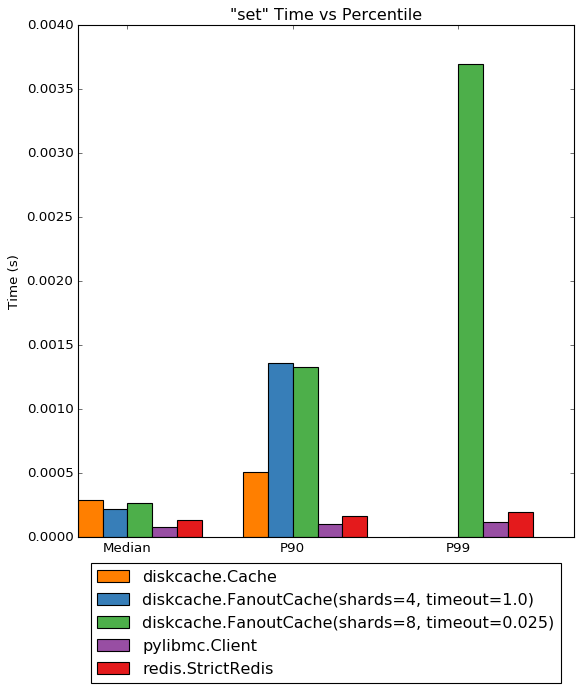 "set" Time vs Percentile
0.0040
0.0035
0.0030
0.0025
0.0020
0.0015
0.0010
0.0005
0.0000
Time (s)
Median P90 P99
diskcache.Cache
diskcache.FanoutCache(shards=4, timeout=1.0)
diskcache.FanoutCache(shards=8, timeout=0.025)
pylibmc.Client
redis.StrictRedis